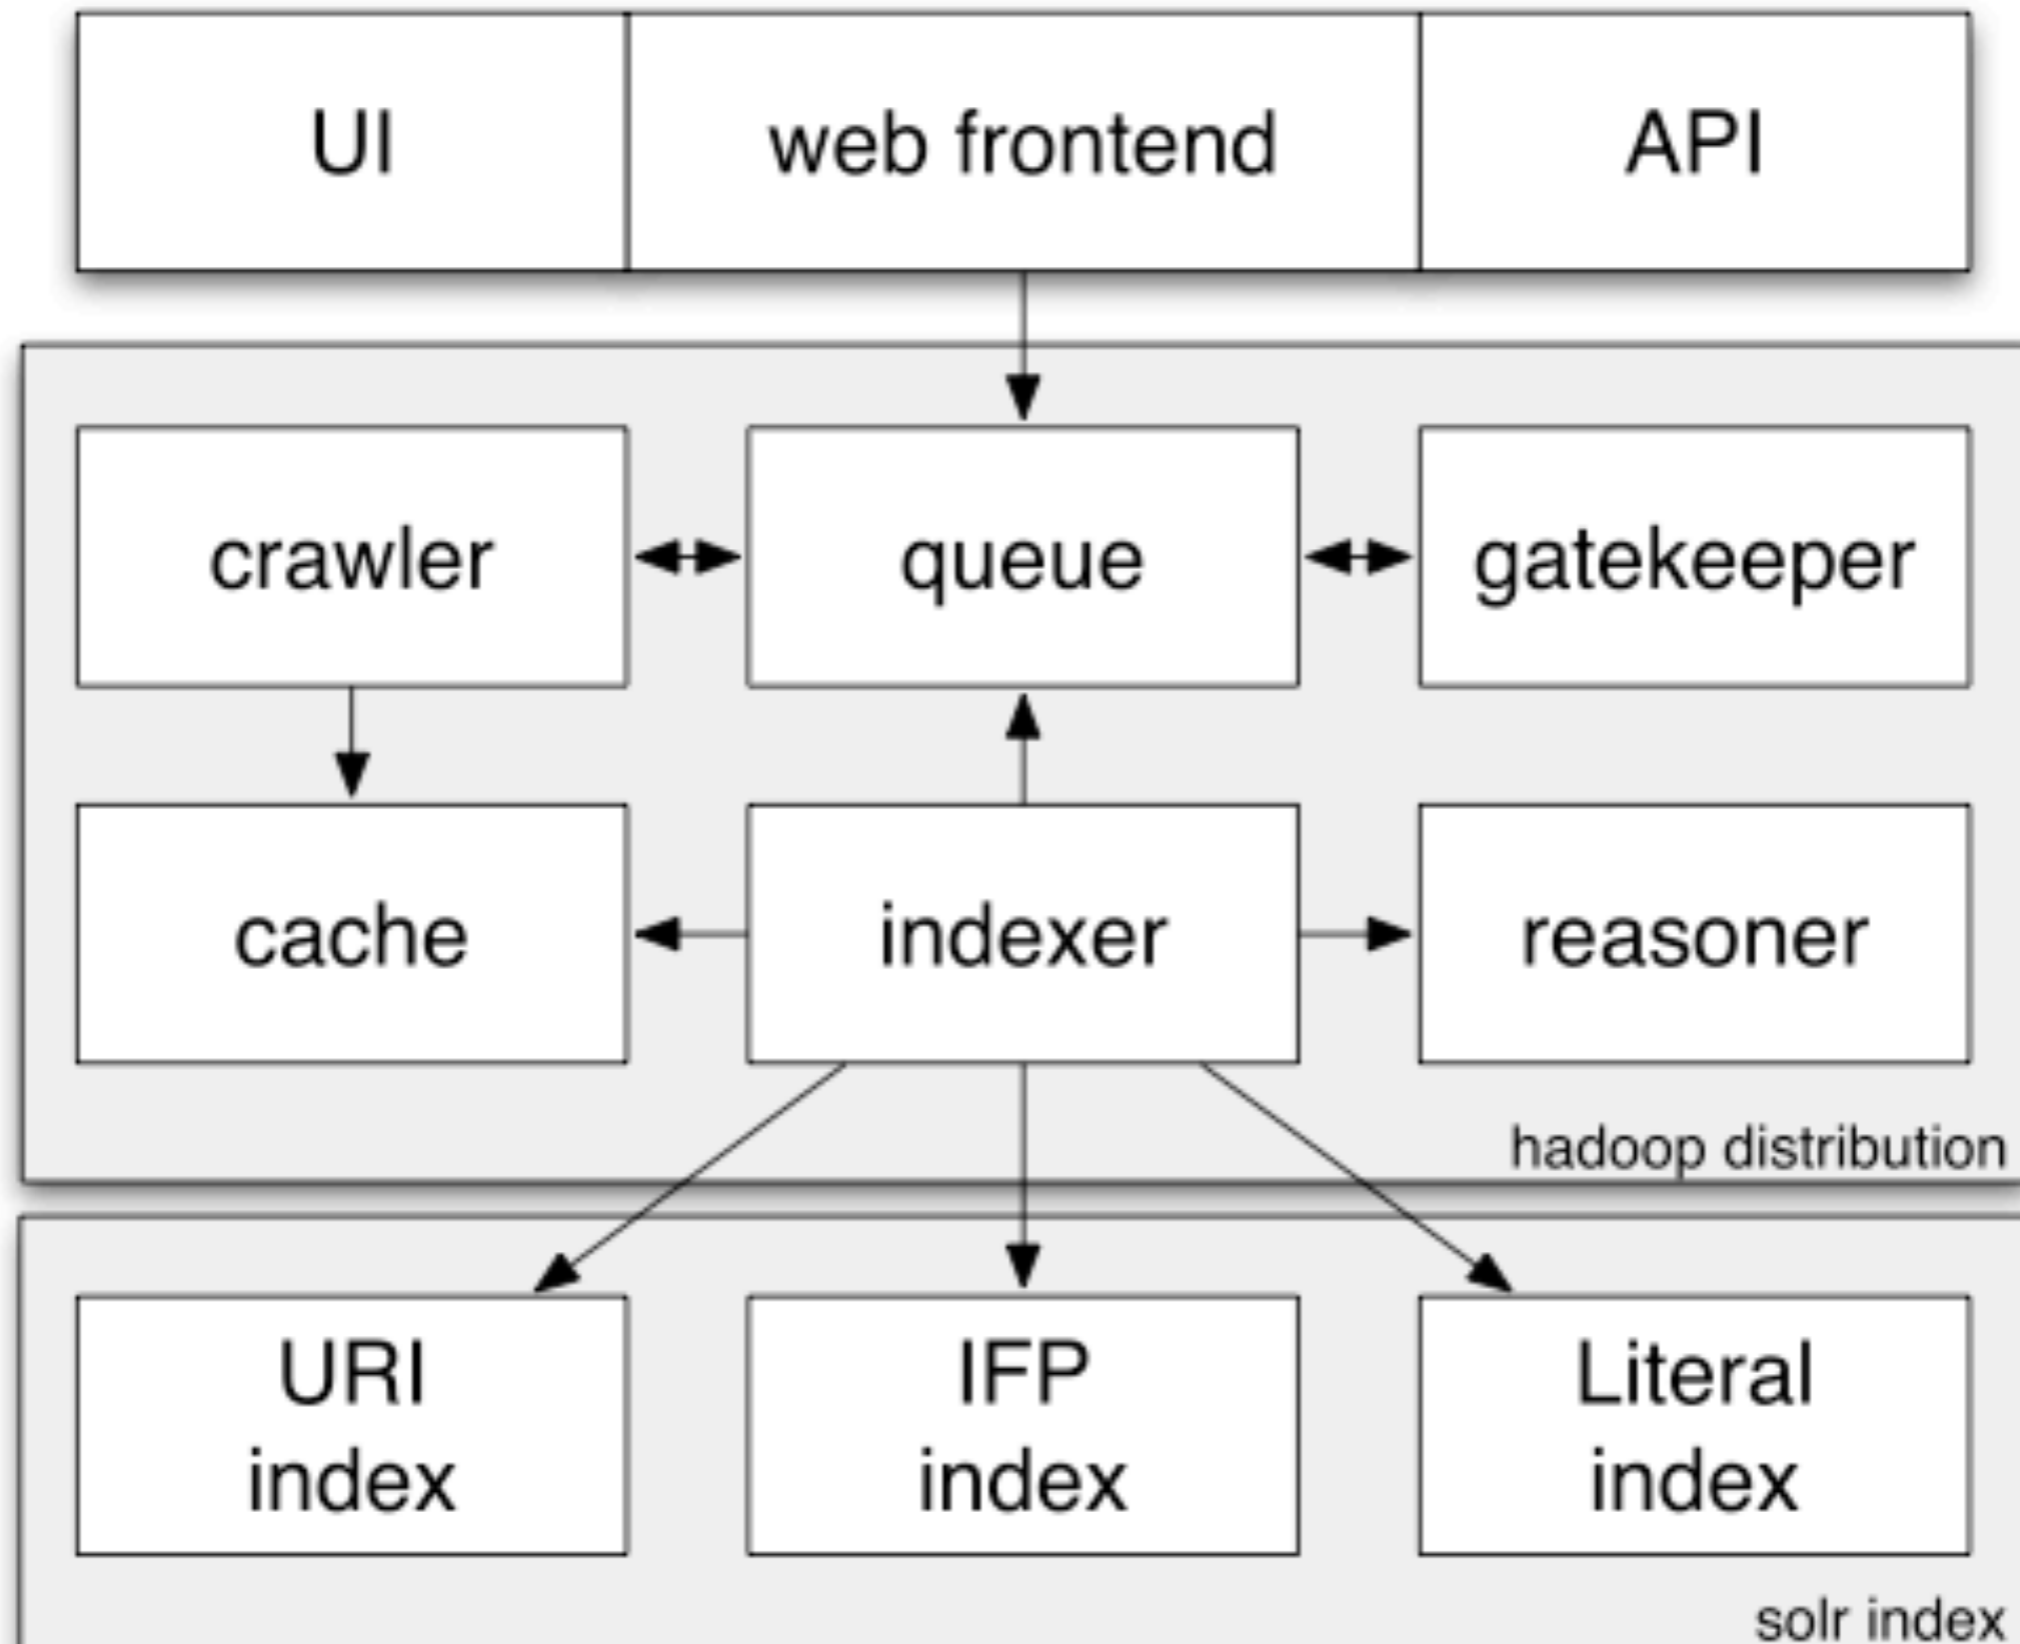 UI
web frontend
API
crawler
queue
gatekeeper
cache
indexer
reasoner
hadoop distribution
URI
index
IFP
index
Literal
index
solr index